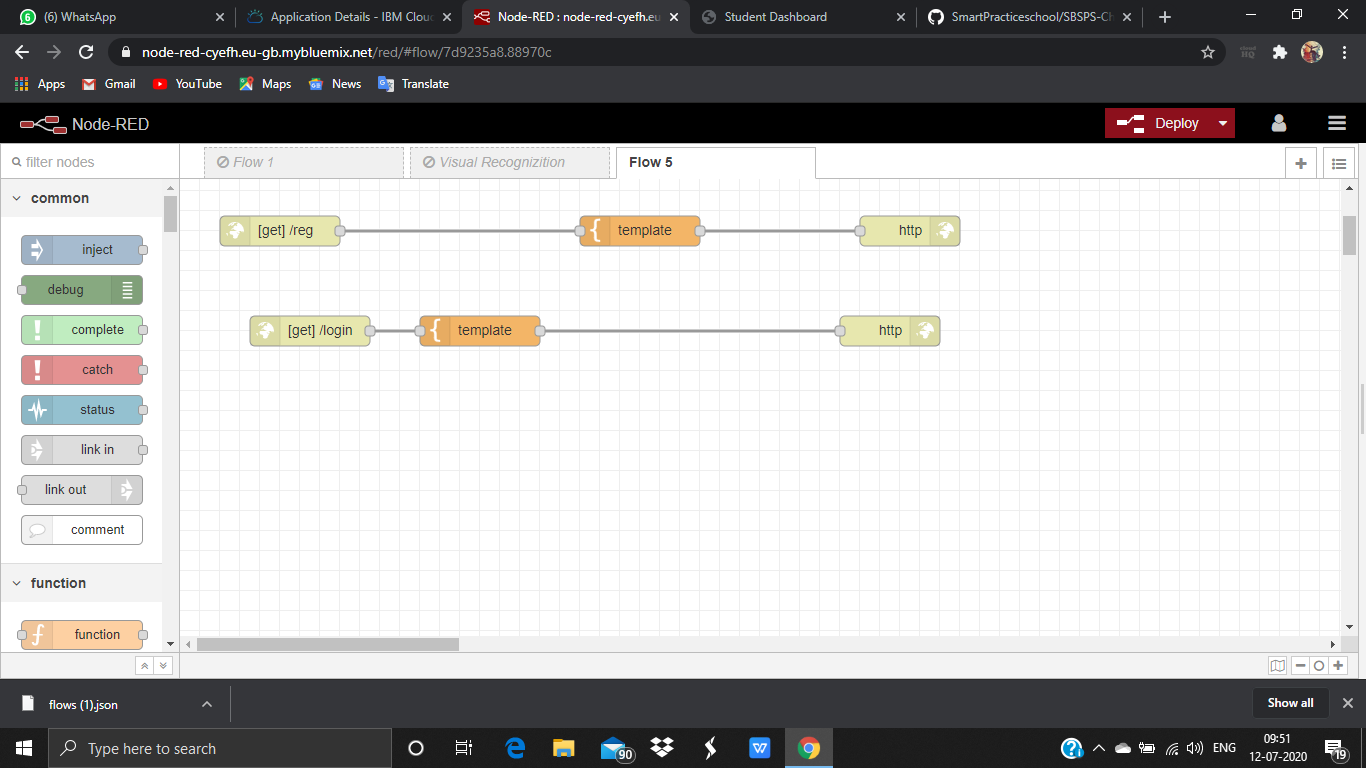 6
(6) WhatsApp
Application Details - IBM Clou
Node-RED : node-red-cyefh.eu
Student Dashboard
SmartPracticeschool/SBSPS-Ch
node-red-cyefh.eu-gb.mybluemix.net/red/#flow/7d9235a8.88970c
Apps
Gmail
YouTube
Maps
News
Translate
Node-RED
Deploy
filter nodes
Flow 1
Visual Recognizition
Flow 5
common
inject
debug
complete
catch
status
link in
link out
comment
function
function
[get] /reg
template
http
[get] /login
template
http
flows (1).json
Show all
Type here to search
90
ENG
09:51
12-07-2020
19